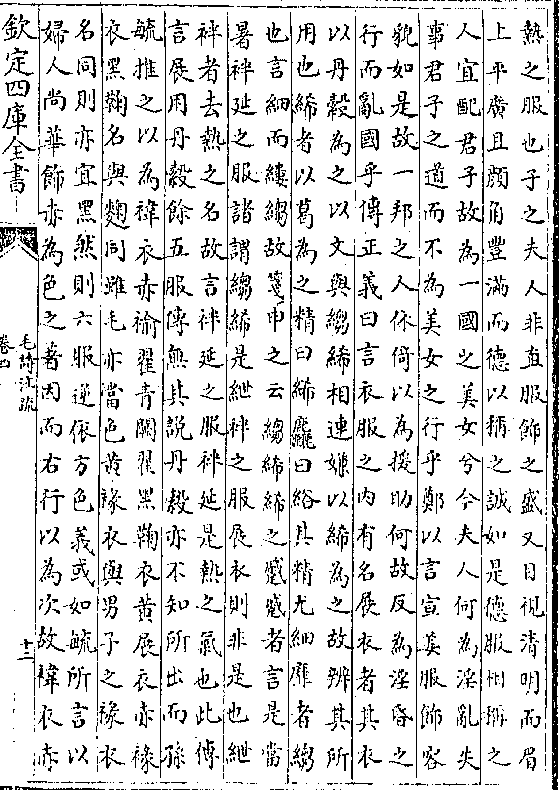 熱之服也子之夫人非直服飾之盛又目視清明而眉
上平廣且顔角豐滿而德以稱之誠如是德服相稱之
人宜配君子故為一國之美女兮今夫人何為淫亂失
事君子之道而不為美女之行乎鄭以言宣姜服飾容
貌如是故一邦之人依倚以為援助何故反為淫昏之
行而亂國乎傳正義曰言衣服之内有名展衣者其衣
以丹縠為之以文與縐絺相連嫌以絺為之故辨其所
用也絺者以葛為之精曰絺麤曰綌其精尤細靡者縐
也言細而縷縐故箋申之云縐絺絺之蹙蹙者言是當
暑袢延之服諸謂縐絺是紲袢之服展衣則非是也紲
袢者去熱之名故言袢延之服袢延是熱之氣也此傳
言展用丹縠餘五服傳無其説丹縠亦不知所出而孫
毓推之以為褘衣赤褕翟青闕翟黑鞠衣黄展衣赤褖
衣黑鞠名與麴同雖毛亦當色黄褖衣與男子之褖衣
名同則亦宜黑然則六服逆依方色義或如毓所言以
婦人尚華飾赤為色之著因而右行以為次故褘衣赤
欽定四庫全書
毛詩注疏
卷四
十二